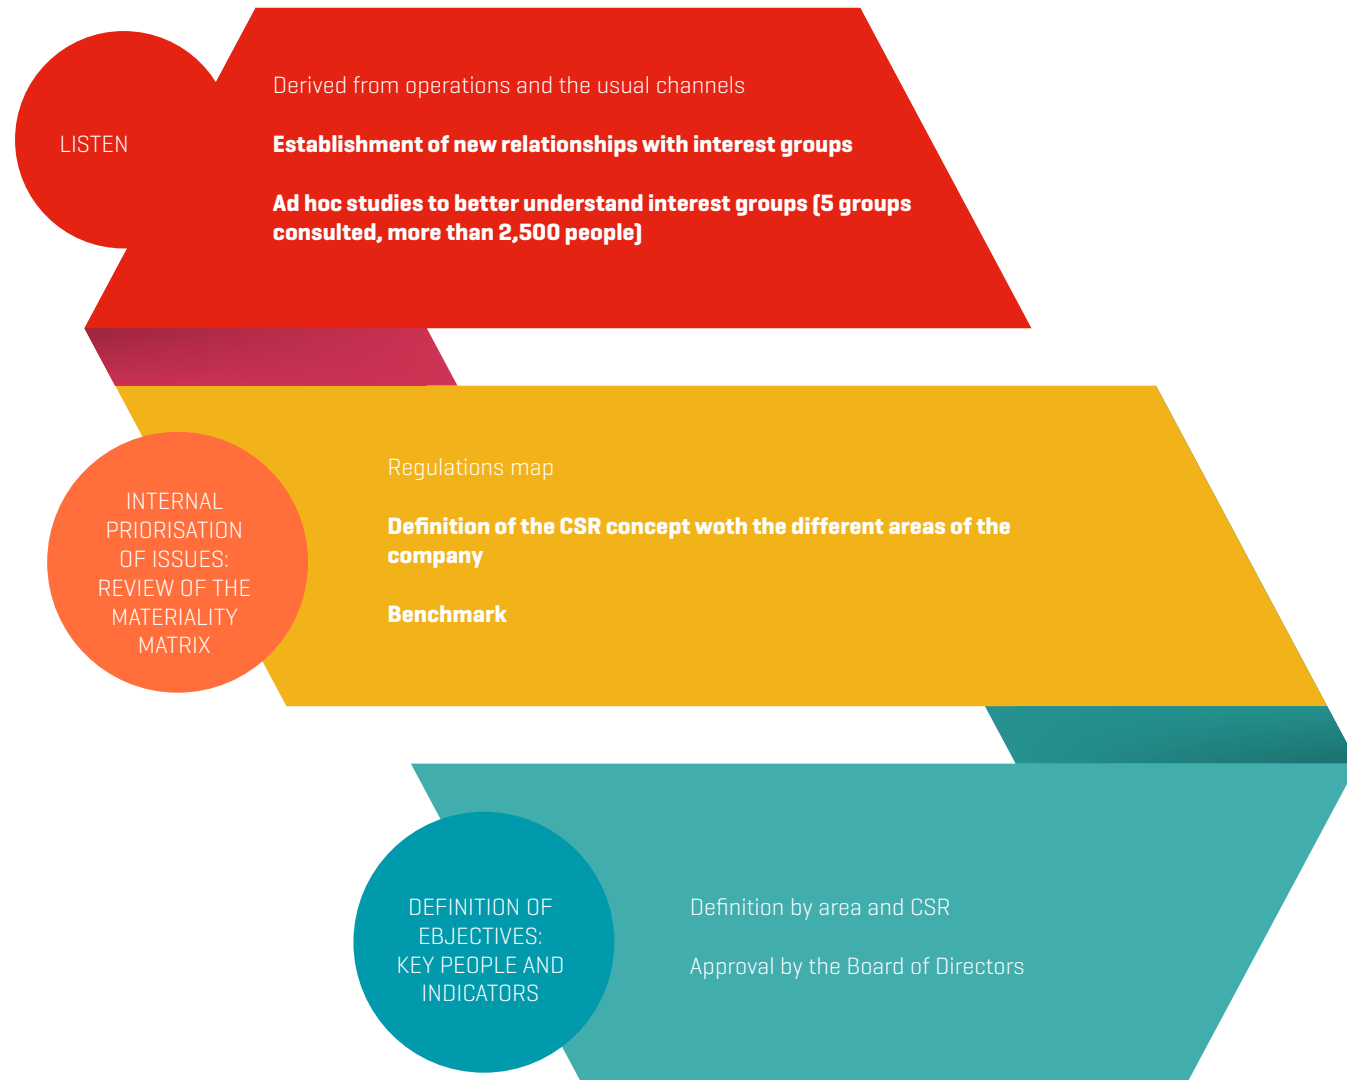 LISTEN
Derived from operations and the usual channels
Establishment of new relationships with interest groups
Ad hoc studies to better understand interest groups (5 groups
consulted, more than 2,500 people)
INTERNAL
PRIORISATION
OF ISSUES:
REVIEW OF THE
MATERIALITY
MATRIX
Regulations map
Definition of the CSR concept woth the different areas of the
company
Benchmark
DEFINITION OF
EBJECTIVES:
KEY PEOPLE AND
INDICATORS
Definition by area and CSR
Approval by the Board of Directors